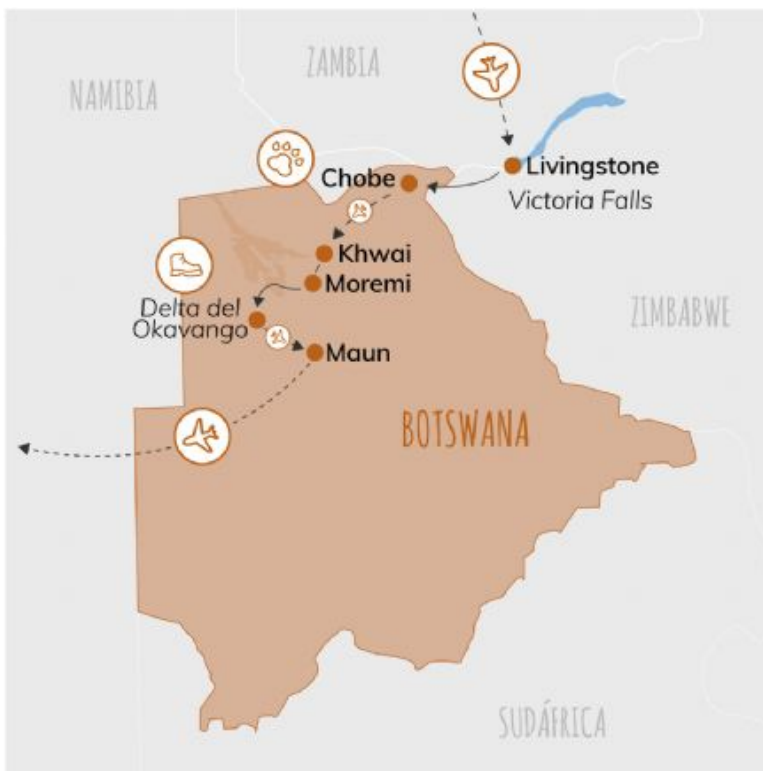 ZAMBIA
NAMIBIA
Livingstone
Victoria Falls
Chobe
Khwai
Moremi
Delta del
Okavango
Maun
ZIMBABWE
BOTSWANA
SUDÁFRICA